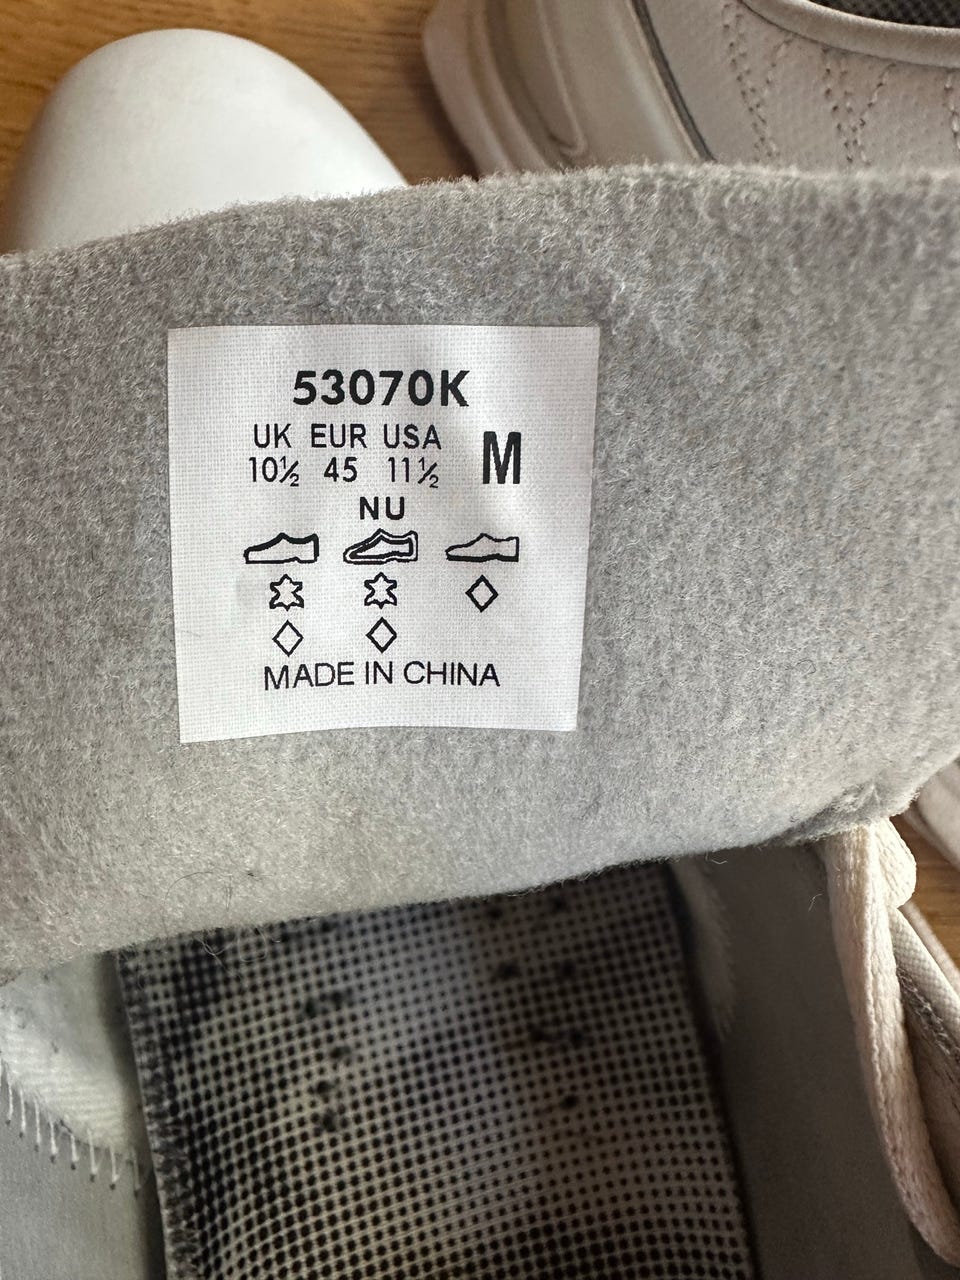 53070K
UK EUR USA M
10½ 45 11½
NU
MADE IN CHINA